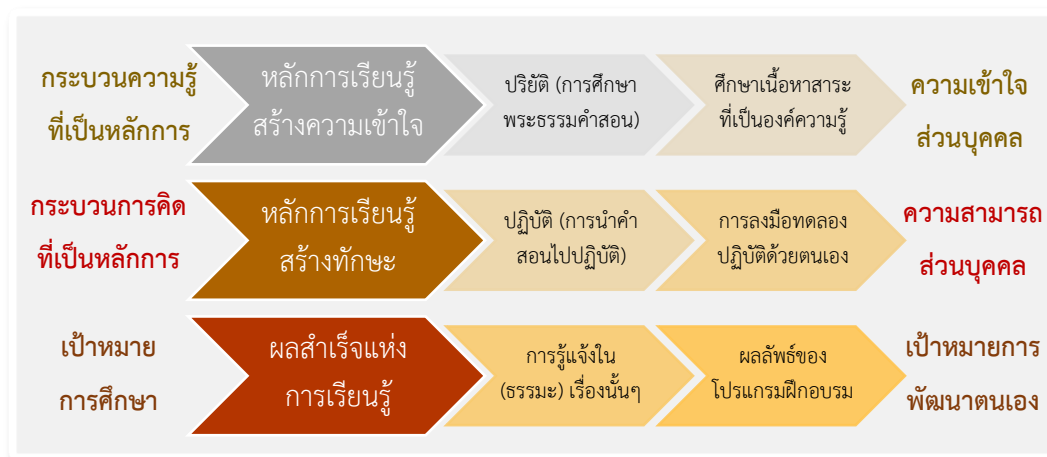 กระบวนความรู้
ที่เป็นหลักการ
หลักการเรียนรู้
สร้างความเข้าใจ
ปริยัติ (การศึกษา
พระธรรมคำสอน)
ศึกษาเนื้อหาสาระ
ที่เป็นองค์ความรู้
ความเข้าใจ
ส่วนบุคคล
กระบวนการคิด
ที่เป็นหลักการ
หลักการเรียนรู้
สร้างทักษะ
ปฏิบัติ (การนำคำ
สอนไปปฏิบัติ)
การลงมือทดลอง
ปฏิบัติด้วยตนเอง
ความสามารถ
ส่วนบุคคล
เป้าหมาย
การศึกษา
ผลสำเร็จแห่ง
การเรียนรู้
การรู้แจ้งใน
(ธรรมะ) เรื่องนั้นๆ
ผลลัพธ์ของ
โปรแกรมฝึกอบรม
เป้าหมายการ
พัฒนาตนเอง